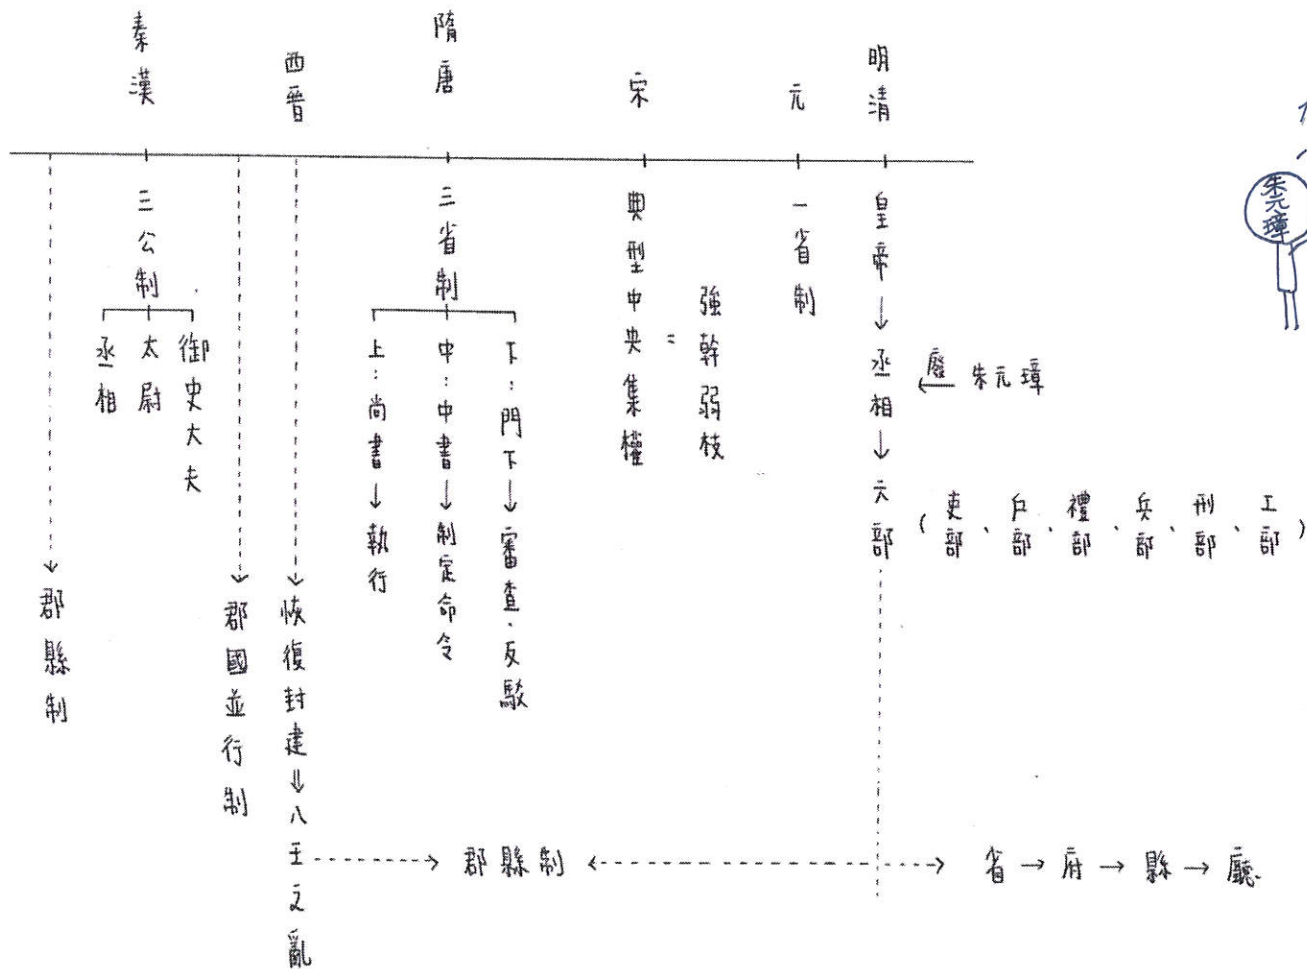 秦漢
西晉
隋唐
宋
元
明清
三公制
丞相
太尉
御史大夫
郡縣制
郡國並行制
恢復封建⇒八王之亂
三省制
上:尚書→執行
中:中書→制定命令
下:門下→審查、反駁
典型中央集權
=
強幹弱枝
一省制
皇帝→丞相→六部
廢 朱元璋
(吏部、戶部、禮部、兵部、刑部、工部)
郡縣制
省→府→縣→廳
朱元璋